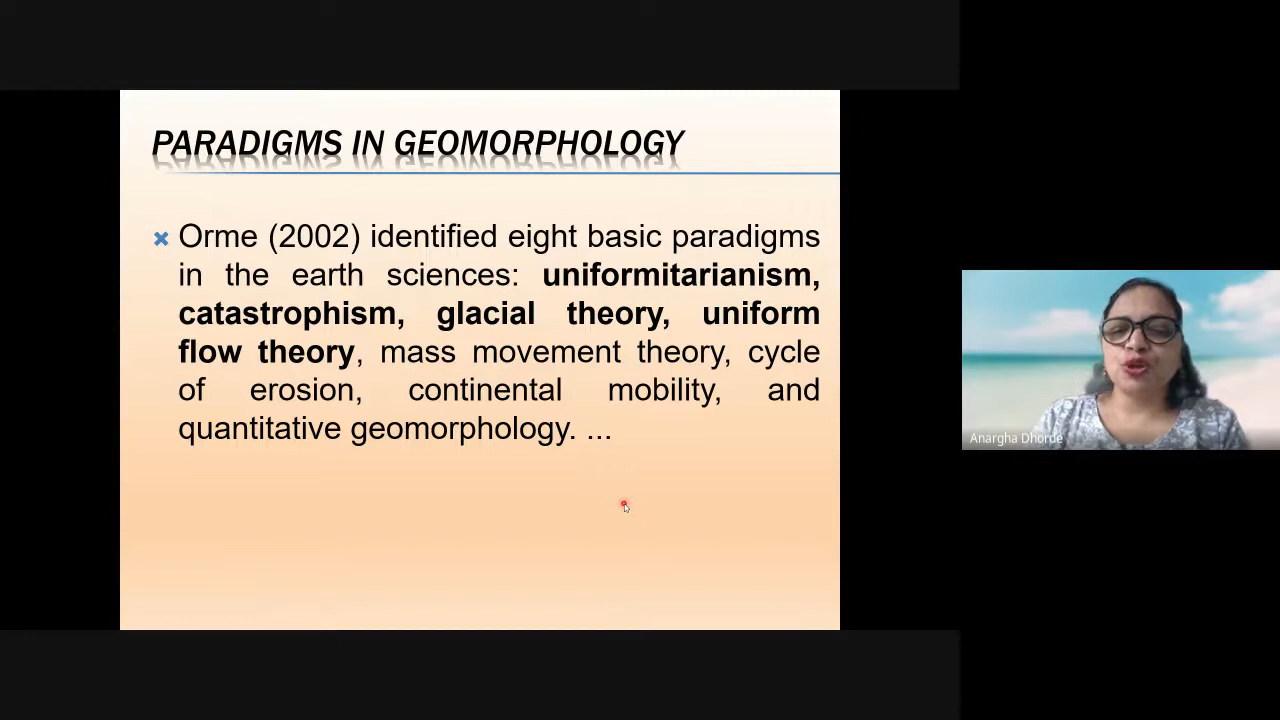 PARADIGMS IN GEOMORPHOLOGY
Orme (2002) identified eight basic paradigms
in the earth sciences: uniformitarianism,
catastrophism, glacial theory, uniform
flow theory, mass movement theory, cycle
of erosion, continental mobility, and
quantitative geomorphology. ...
Anargha Dhorde